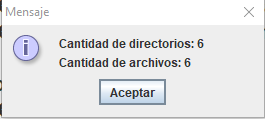 Mensaje
Cantidad de directorios: 6
Cantidad de archivos: 6
Aceptar